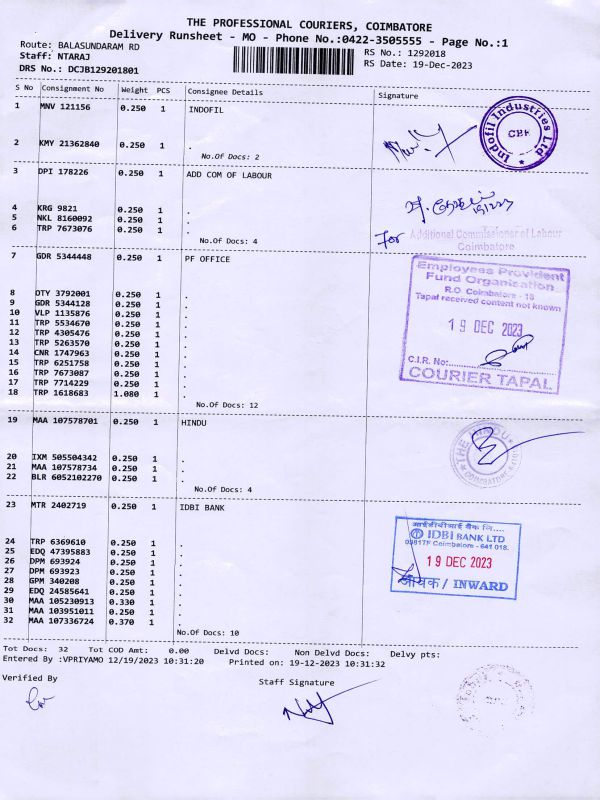 THE PROFESSIONAL COURIERS, COIMBATORE
Delivery Runsheet - MO - Phone No.:0422-3505555 - Page No.:1
Route: BALASUNDARAM RD
RS No.: 1292018
Staff: NTARAJ
RS Date: 19-Dec-2023
DRS No.: DCJB129201801
S No Consignment No Weight PCS Consignee Details Signature
1 MNV 121156 0.250 1 INDOFIL
Indofil Industries Ltd
CBE
2 KMY 21362840 0.250 1 .
No.Of Docs: 2
3 DPI 178226 0.250 1 ADD COM OF LABOUR
4 KRG 9821 0.250 1 .
5 NKL 8160092 0.250 1 .
6 TRP 7673076 0.250 1 .
No.Of Docs: 4
For Additional Commissioner of Labour
Coimbatore
7 GDR 5344448 0.250 1 PF OFFICE
Employees Provident
Fund Organisation
R.O. Coimbatore - 18
Tapal received content not known
19 DEC 2023
C.I.R. No:
COURIER TAPAL
8 OTY 3792001 0.250 1 .
9 GDR 5344128 0.250 1 .
10 VLP 1135876 0.250 1 .
11 TRP 5534670 0.250 1 .
12 TRP 4305476 0.250 1 .
13 TRP 5263570 0.250 1 .
14 CNR 1747963 0.250 1 .
15 TRP 6251758 0.250 1 .
16 TRP 7673087 0.250 1 .
17 TRP 7714229 0.250 1 .
18 TRP 1618683 1.080 1 .
No.Of Docs: 12
19 MAA 107578701 0.250 1 HINDU
THE HINDU
20 IXM 505504342 0.250 1 .
21 MAA 107578734 0.250 1 .
22 BLR 6052102270 0.250 1 .
No.Of Docs: 4
23 MTR 2402719 0.250 1 IDBI BANK
आईडीबीआई बैंक लि....
IDBI BANK LTD
Coimbatore - 641 018.
19 DEC 2023
/ INWARD
24 TRP 6369610 0.250 1 .
25 EDQ 47395883 0.250 1 .
26 DPM 693924 0.250 1 .
27 DPM 693923 0.250 1 .
28 GPM 340208 0.250 1 .
29 EDQ 24585641 0.250 1 .
30 MAA 105230913 0.330 1 .
31 MAA 103951011 0.250 1 .
32 MAA 107336724 0.370 1 .
No.Of Docs: 10
Tot Docs: 32 Tot COD Amt: 0.00 Delvd Docs: Non Delvd Docs: Delvy pts:
Entered By :VPRIYAMO 12/19/2023 10:31:20 Printed on: 19-12-2023 10:31:32
Verified By
Staff Signature